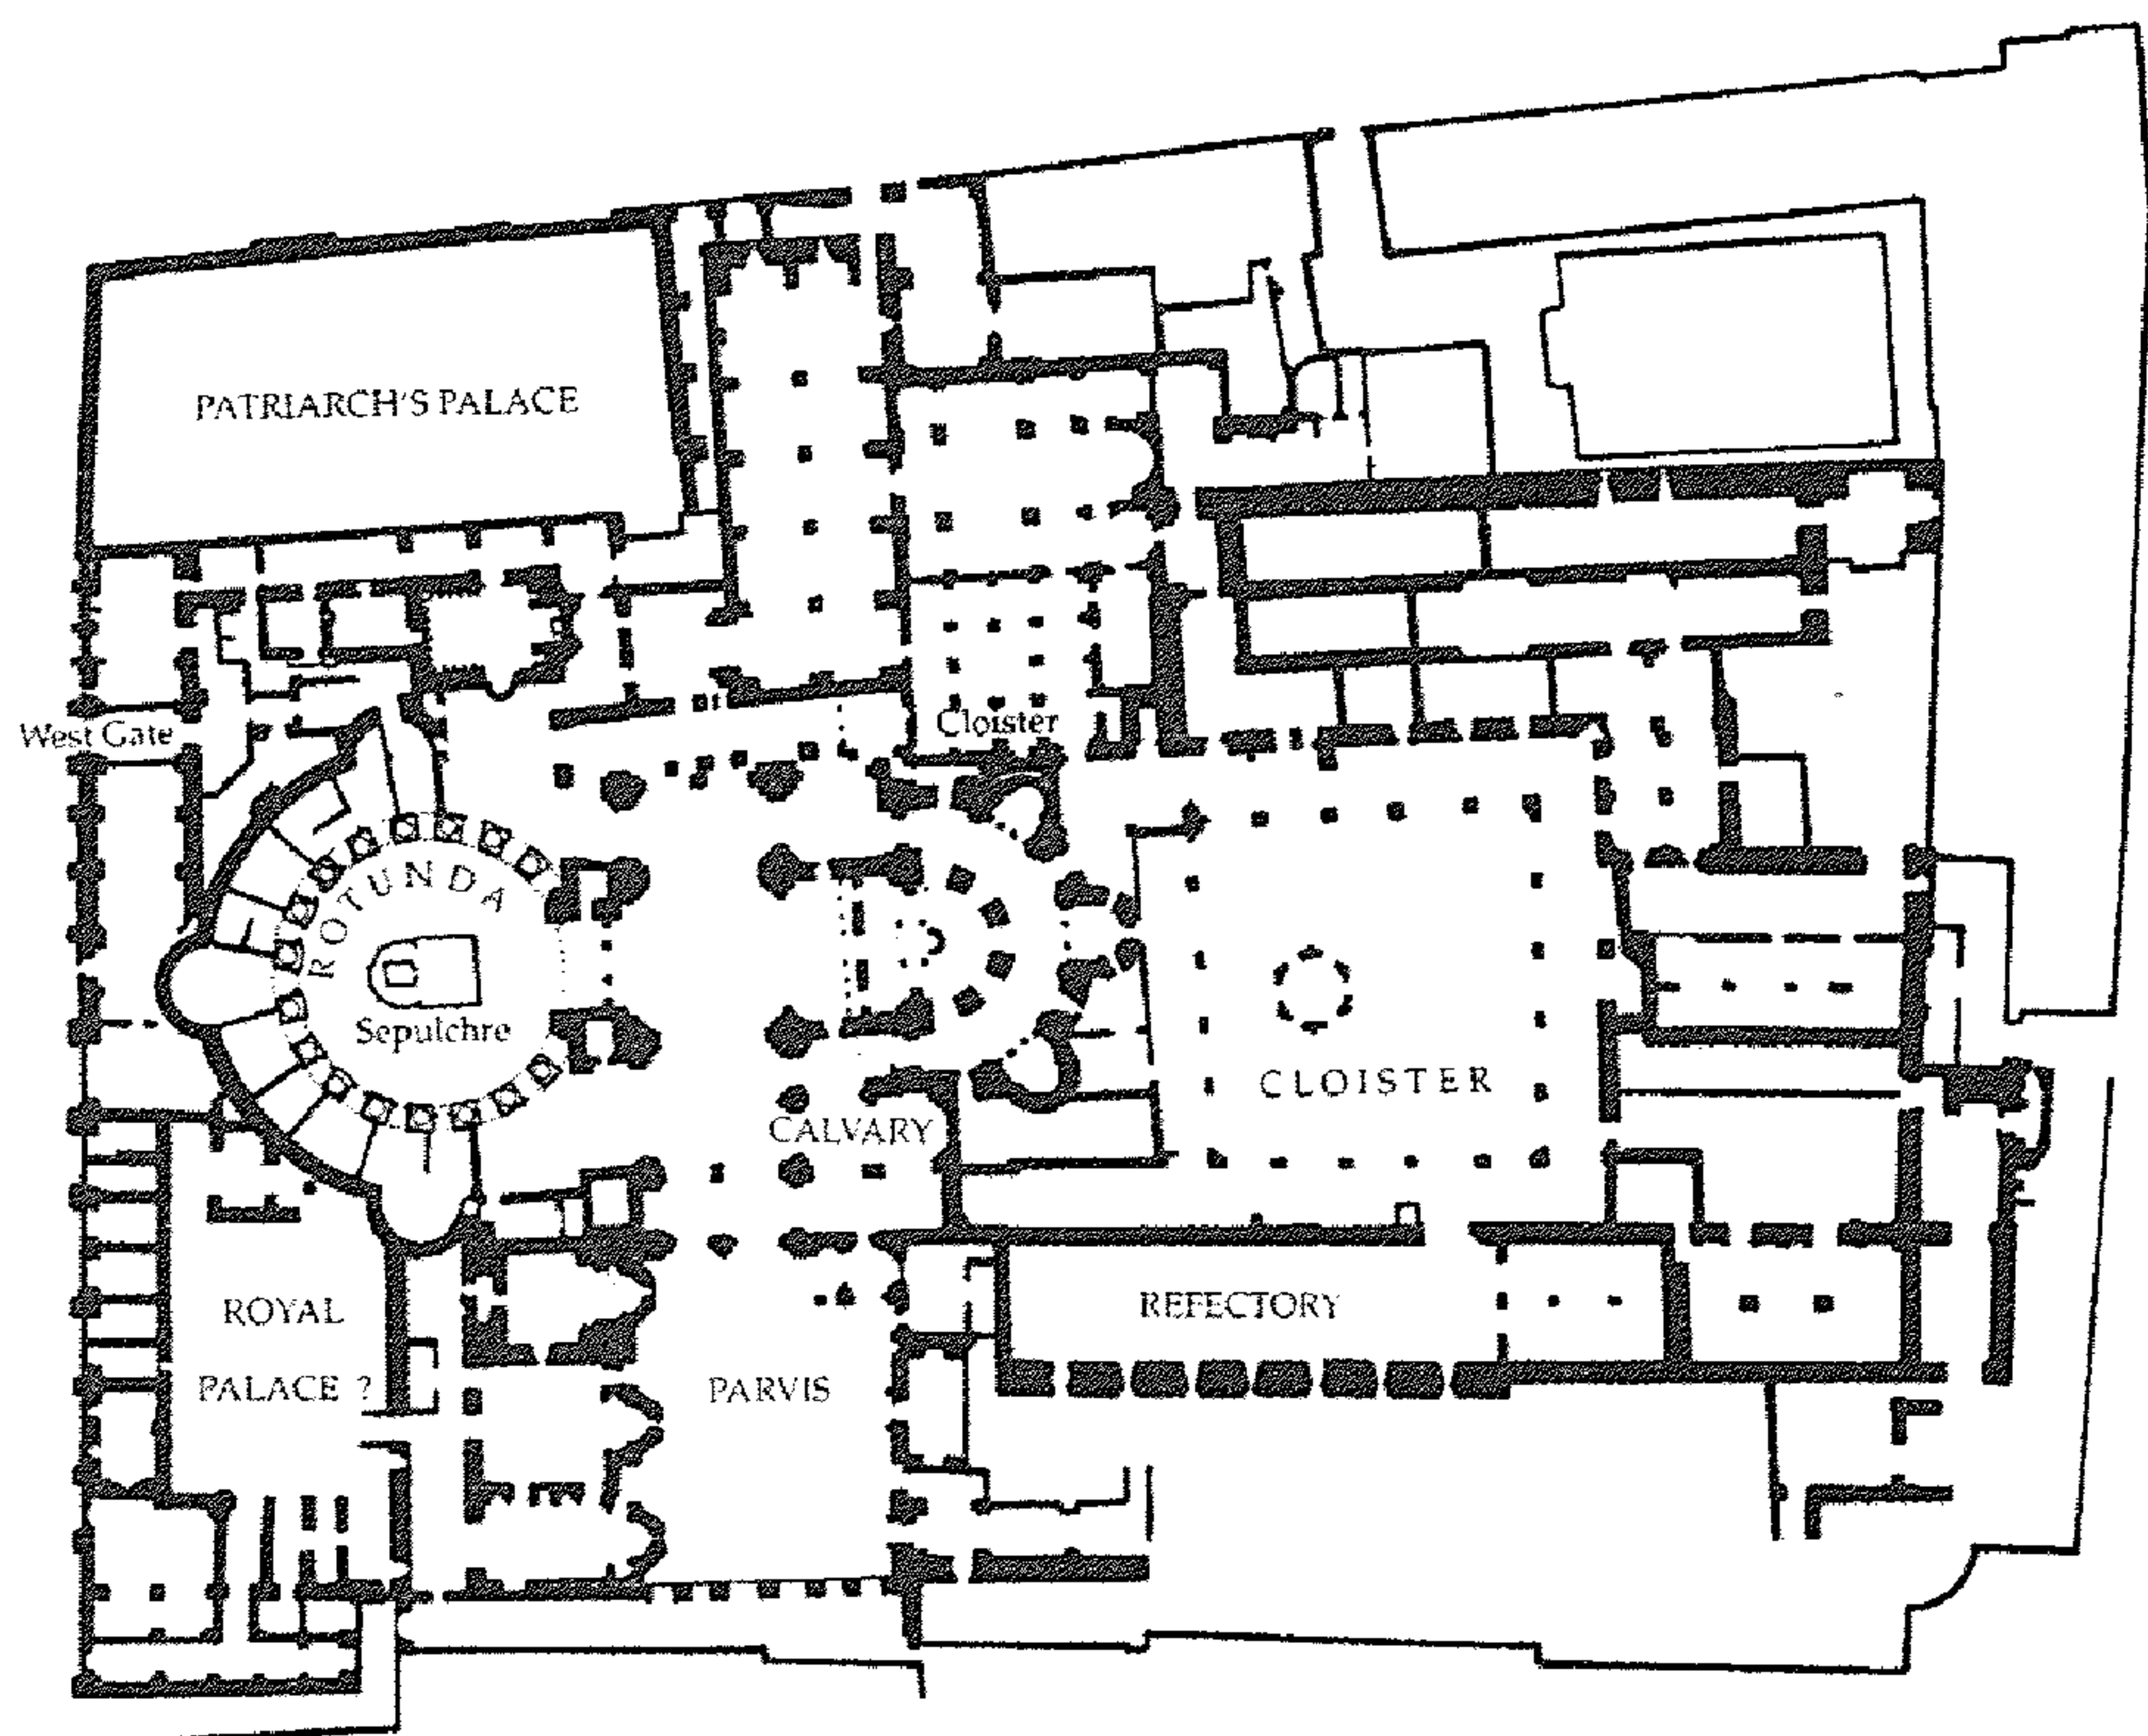 PATRIARCH'S PALACE
West Gate
Cloister
ROTUNDA
Sepulchre
CLOISTER
CALVARY
ROYAL
PALACE ?
REFECTORY
PARVIS